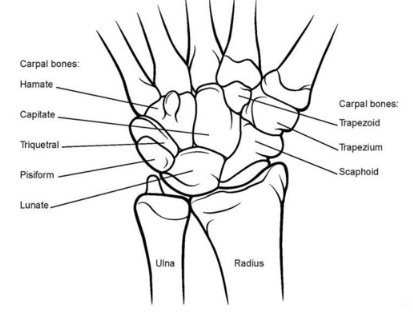 Carpal bones:
Hamate
Capitate
Triquetral
Pisiform
Lunate
Carpal bones:
Trapezoid
Trapezium
Scaphoid
Ulna
Radius